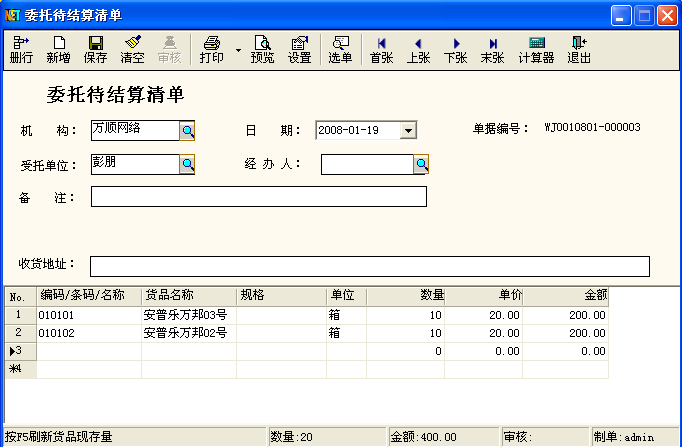 NET 委托待结算清单
删行 新增 保存 清空 审核 打印 预览 设置 选单 首张 上张 下张 末张 计算器 退出
委托待结算清单
机 构： 万顺网络 日 期： 2008-01-19 单据编号： WJ0010801-000003
受托单位： 彭朋 经 办 人：
备 注：
收货地址：
No. 编码/条码/名称 货品名称 规格 单位 数量 单价 金额
1 010101 安普乐万邦03号 箱 10 20.00 200.00
2 010102 安普乐万邦02号 箱 10 20.00 200.00
3 0 0.00 0.00
*4
按F5刷新货品现存量 数量:20 金额:400.00 审核: 制单:admin